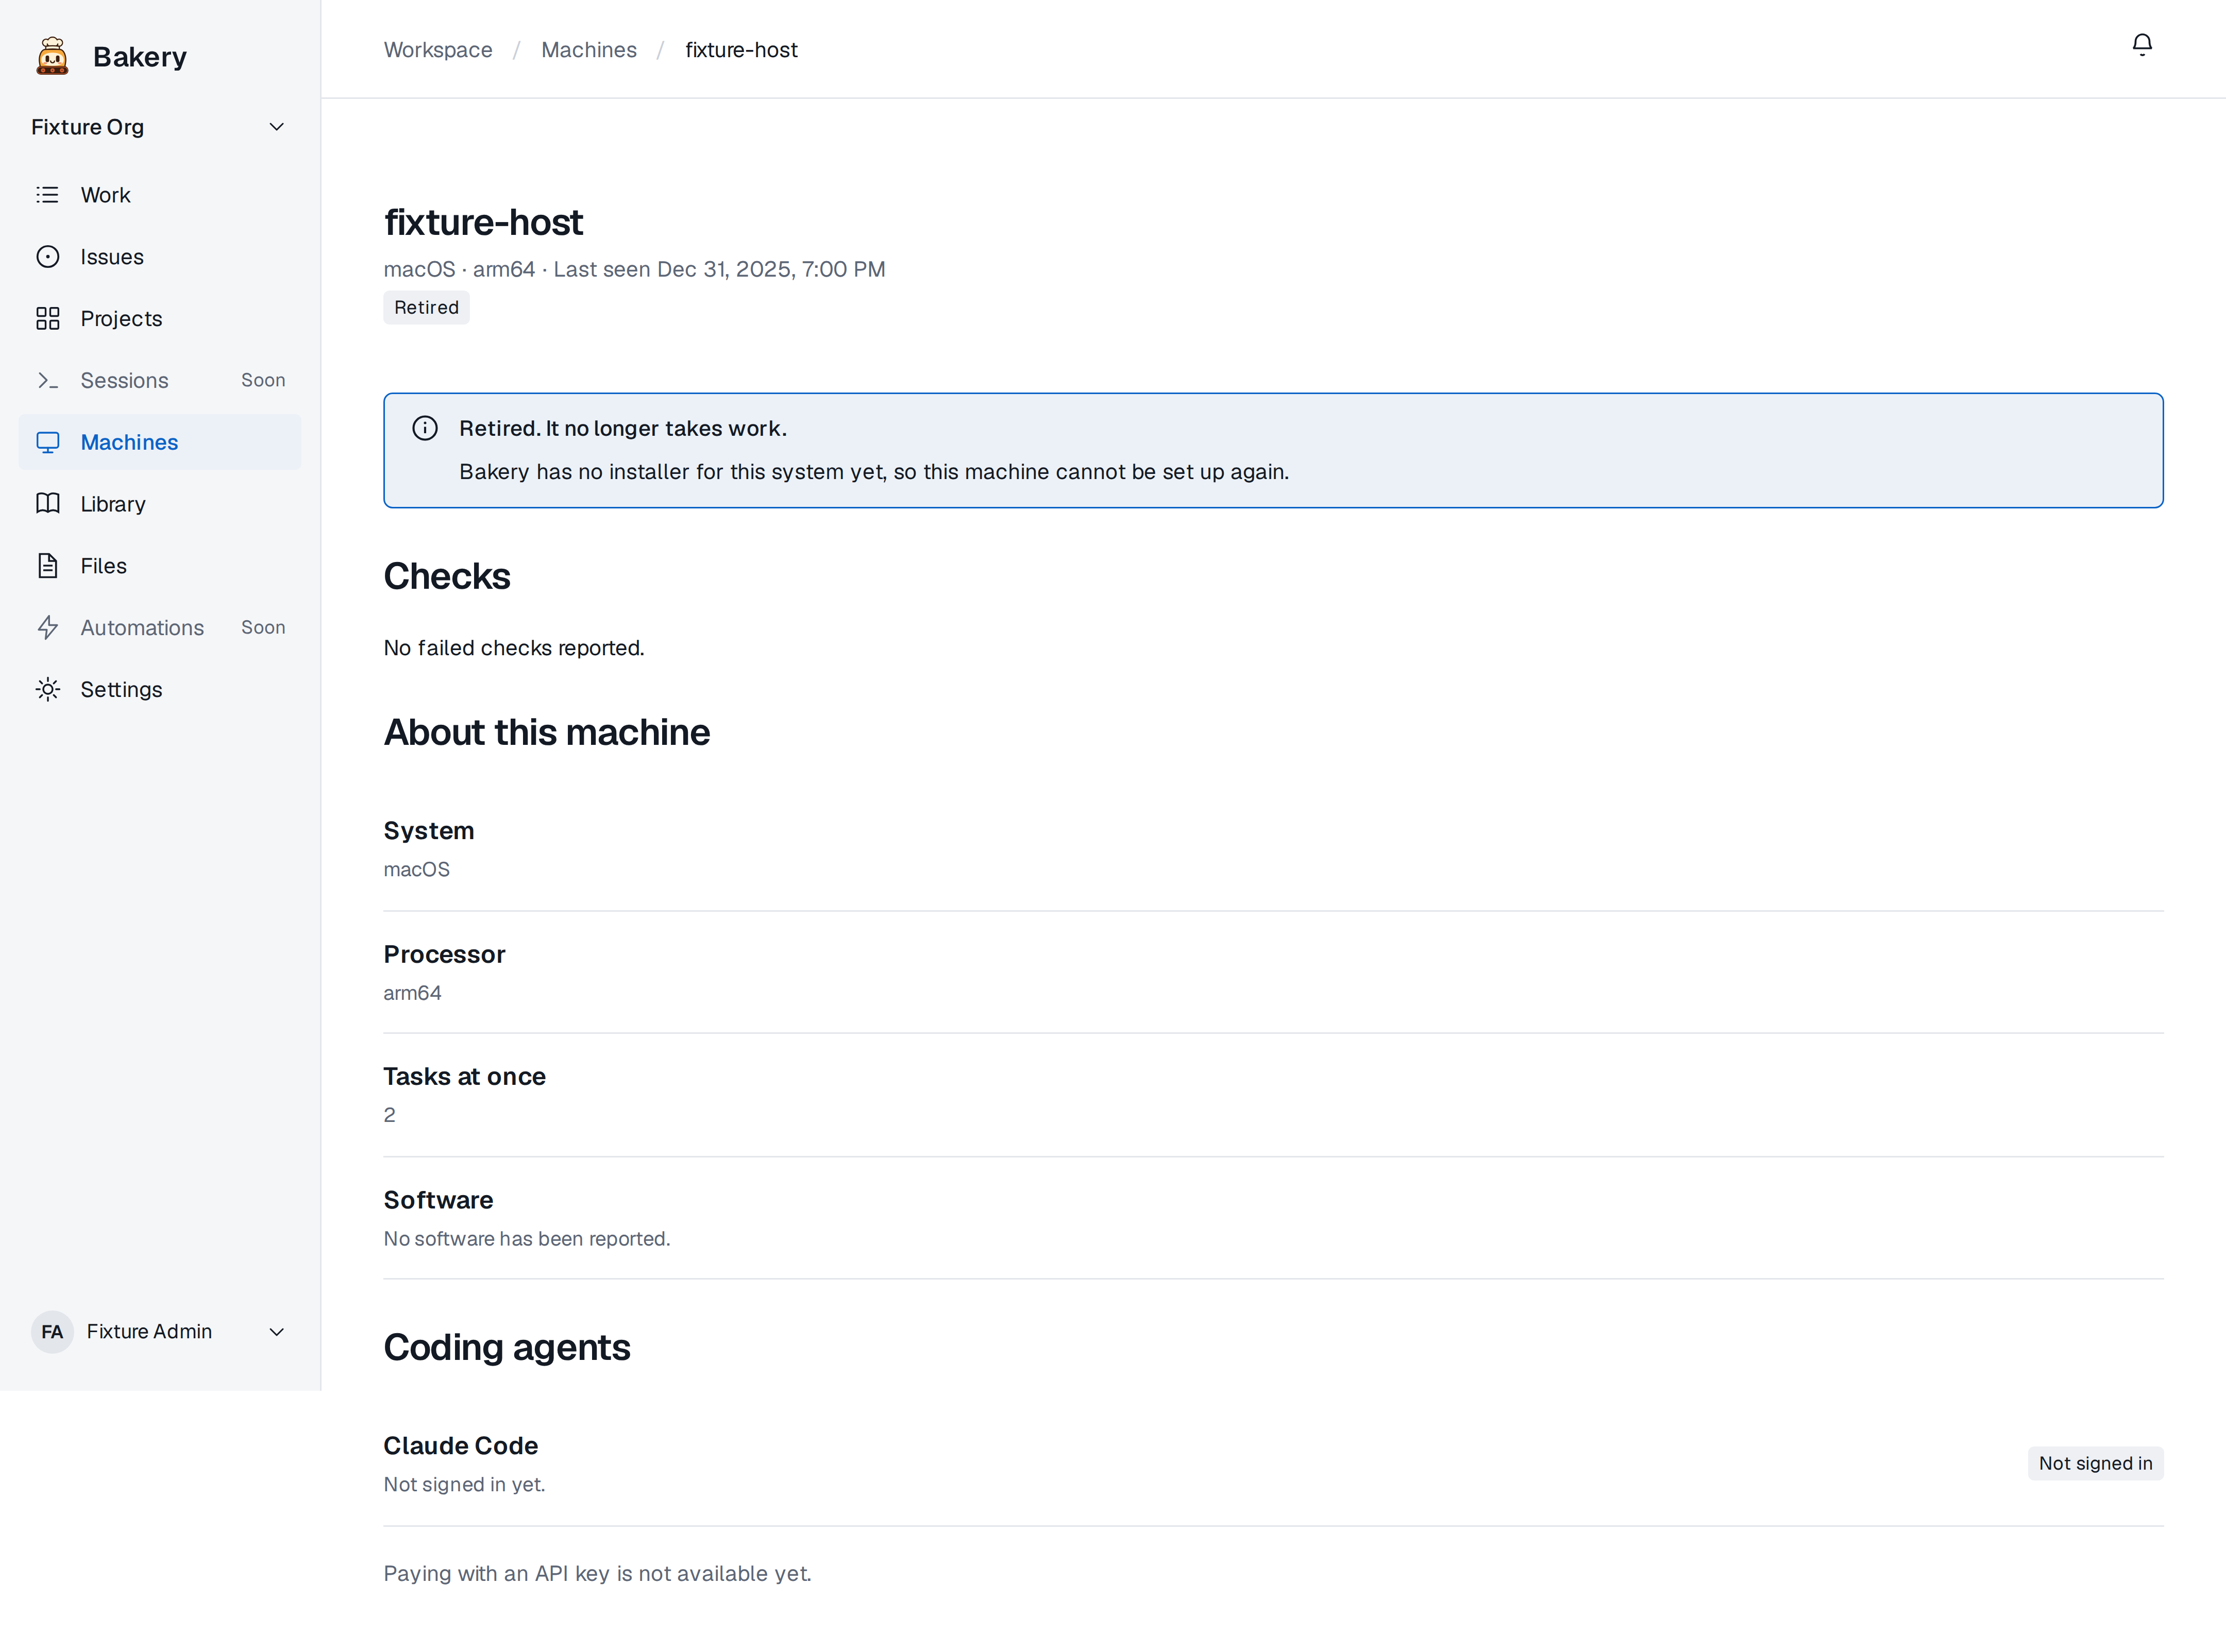 Bakery
Fixture Org
Work
Issues
Projects
Sessions Soon
Machines
Library
Files
Automations Soon
Settings
FA Fixture Admin
Workspace / Machines / fixture-host
fixture-host
macOS · arm64 · Last seen Dec 31, 2025, 7:00 PM
Retired
Retired. It no longer takes work.
Bakery has no installer for this system yet, so this machine cannot be set up again.
Checks
No failed checks reported.
About this machine
System
macOS
Processor
arm64
Tasks at once
2
Software
No software has been reported.
Coding agents
Claude Code
Not signed in yet.
Not signed in
Paying with an API key is not available yet.